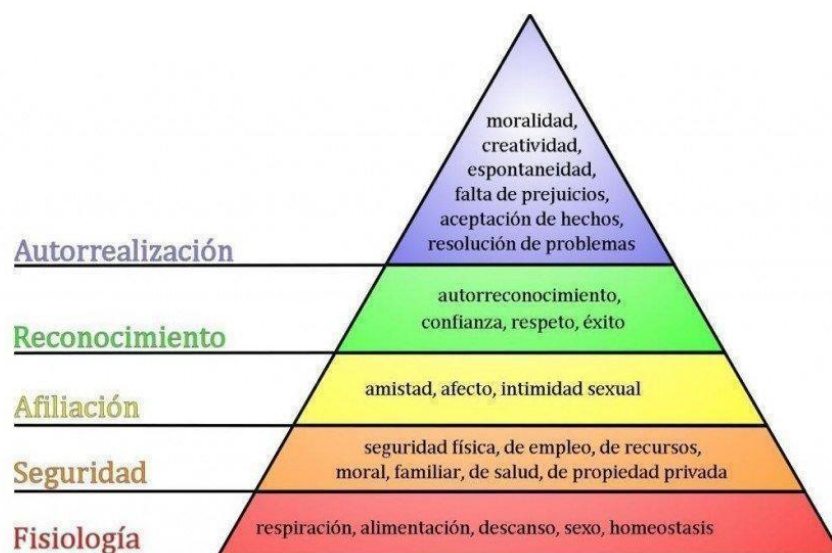 moralidad,
creatividad,
espontaneidad,
falta de prejuicios,
aceptación de hechos,
resolución de problemas
Autorrealización
autorreconocimiento,
confianza, respeto, éxito
Reconocimiento
amistad, afecto, intimidad sexual
Afiliación
seguridad física, de empleo, de recursos,
moral, familiar, de salud, de propiedad privada
Seguridad
respiración, alimentación, descanso, sexo, homeostasis
Fisiología